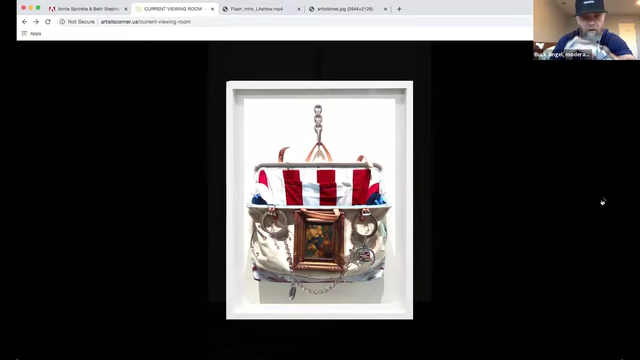 Annie Sprinkle & Beth Steph
CURRENT VIEWING ROOM
Flash_Intro_LAshow.mp4
artiststree.jpg (2644×2128)
Not Secure
artistscorner.us/current-viewing-room
Apps
Buck Angel, modera...